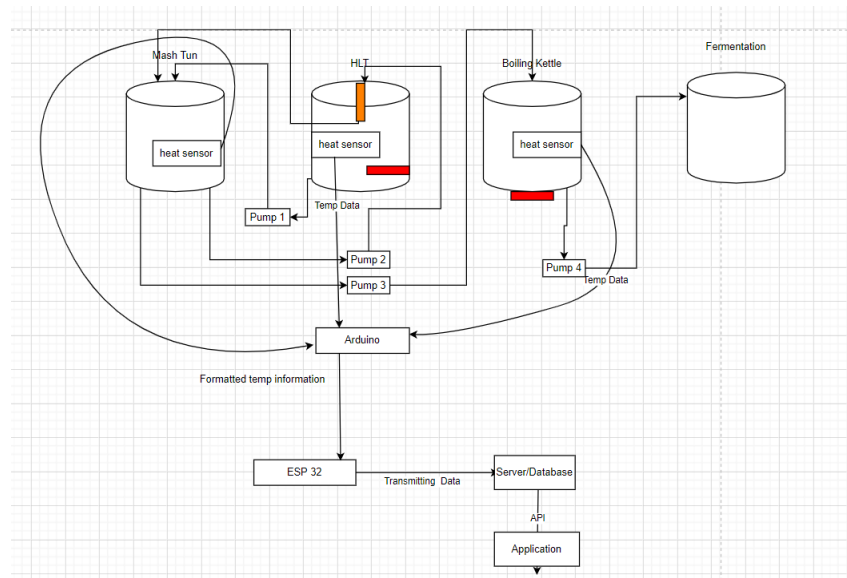 Fermentation
Mash Tun
HLT
Boiling Kettle
heat sensor
heat sensor
heat sensor
Temp Data
Pump 1
Pump 2
Pump 4
Temp Data
Pump 3
Arduino
Formatted temp information
ESP 32
Server/Database
Transmitting Data
API
Application